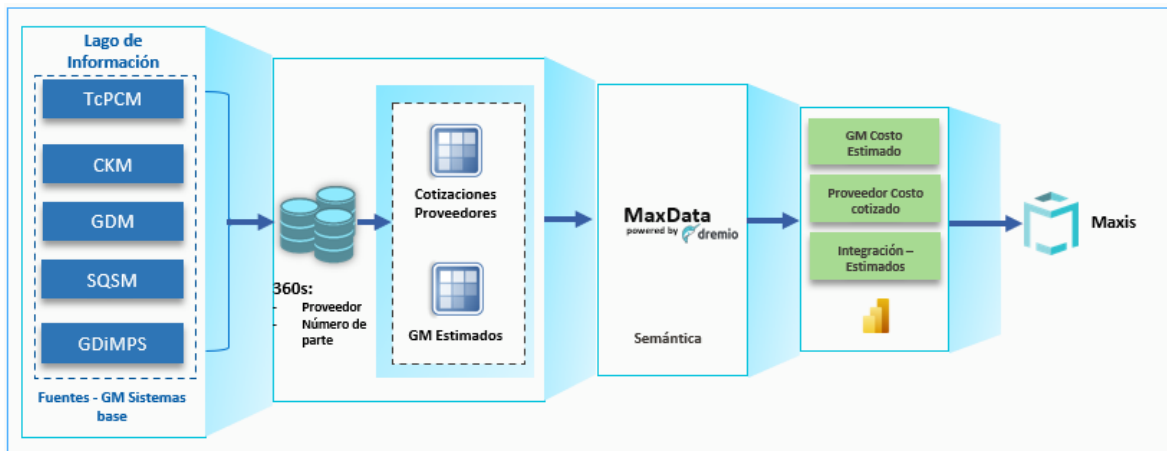 Lago de
Información
TcPCM
CKM
GDM
SQSM
GDiMPS
Fuentes - GM Sistemas
base
360s:
- Proveedor
- Número de
parte
Cotizaciones
Proveedores
GM Estimados
MaxData
powered by dremio
Semántica
GM Costo
Estimado
Proveedor Costo
cotizado
Integración –
Estimados
Maxis